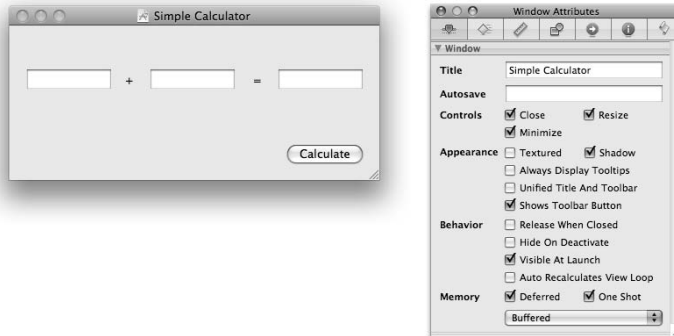 Simple Calculator
+ =
Calculate
Window Attributes
Window
Title Simple Calculator
Autosave
Controls Close Resize
Minimize
Appearance Textured Shadow
Always Display Tooltips
Unified Title And Toolbar
Shows Toolbar Button
Behavior Release When Closed
Hide On Deactivate
Visible At Launch
Auto Recalculates View Loop
Memory Deferred One Shot
Buffered